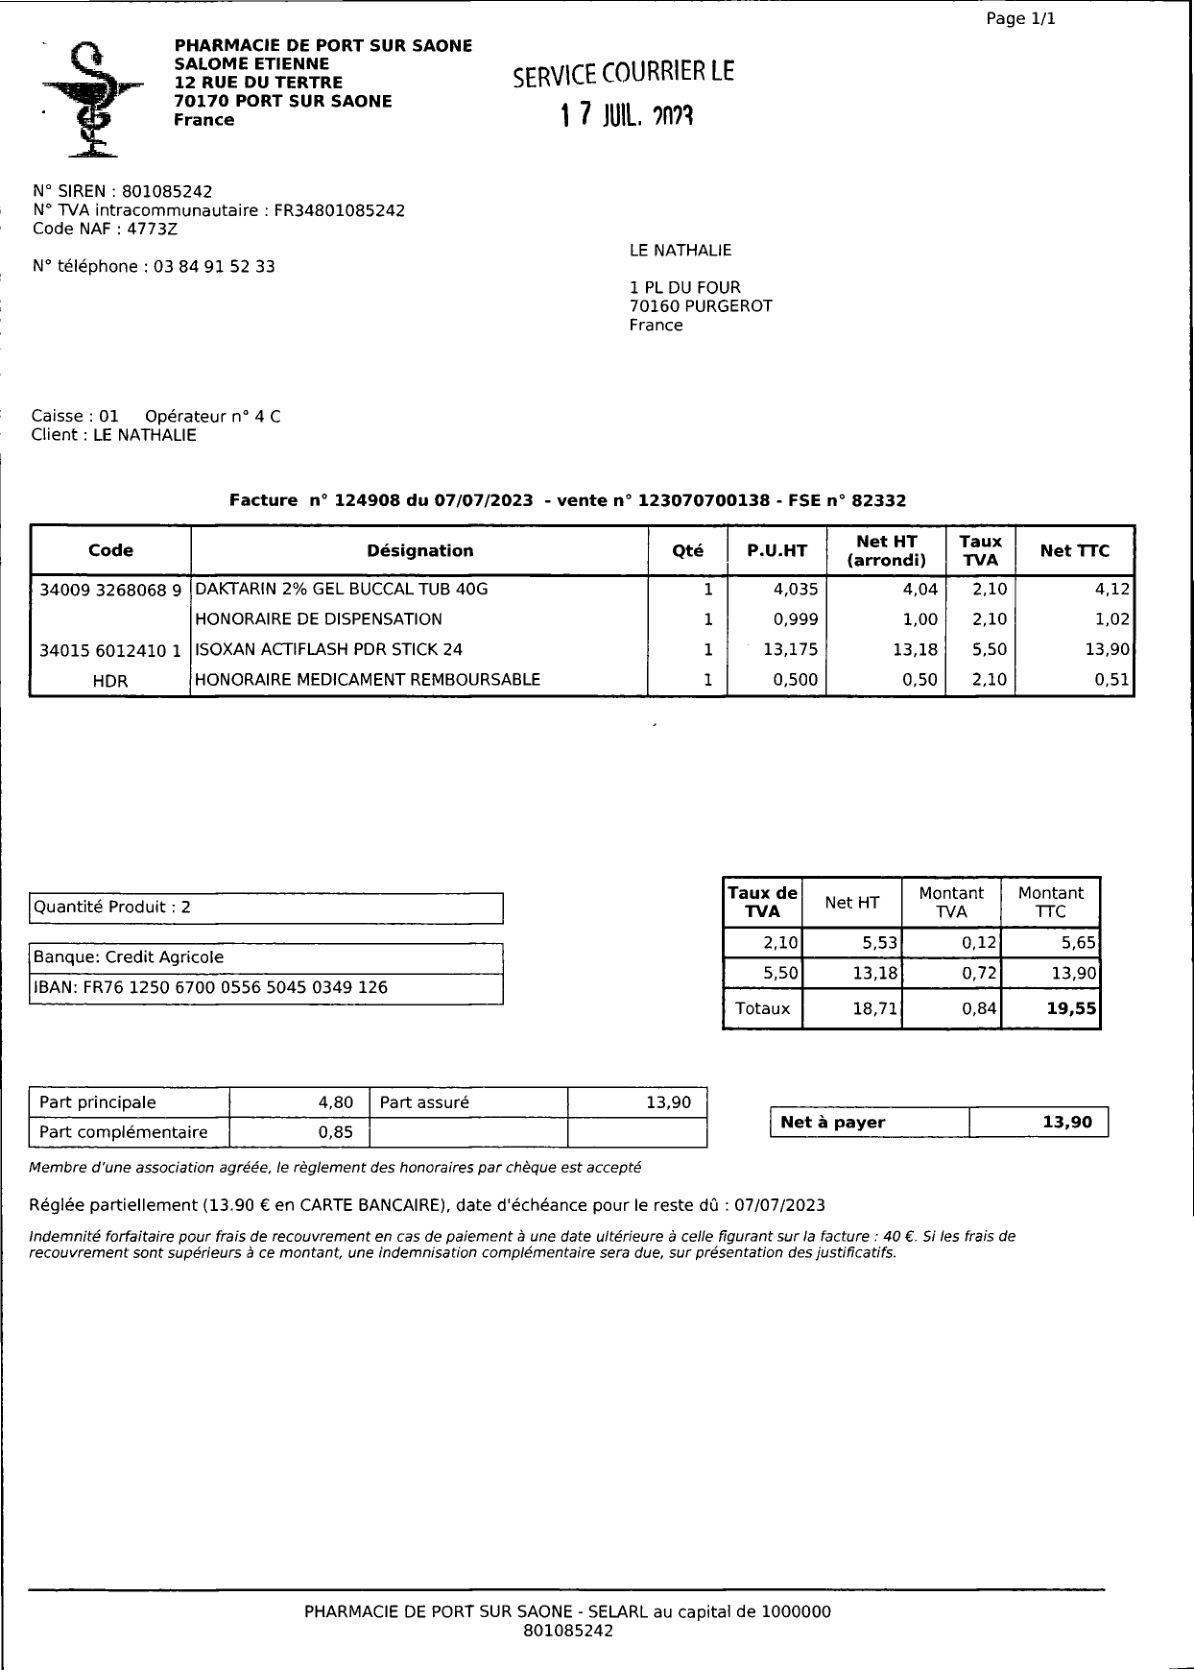 Page 1/1
PHARMACIE DE PORT SUR SAONE
SALOME ETIENNE
12 RUE DU TERTRE
70170 PORT SUR SAONE
France
SERVICE COURRIER LE
17 JUIL. 2023
N° SIREN : 801085242
N° TVA intracommunautaire : FR34801085242
Code NAF : 4773Z
N° téléphone : 03 84 91 52 33
LE NATHALIE
1 PL DU FOUR
70160 PURGEROT
France
Caisse : 01 Opérateur n° 4 C
Client : LE NATHALIE
Facture n° 124908 du 07/07/2023 - vente n° 123070700138 - FSE n° 82332
Code Désignation Qté P.U.HT Net HT (arrondi) Taux TVA Net TTC
34009 3268068 9 DAKTARIN 2% GEL BUCCAL TUB 40G 1 4,035 4,04 2,10 4,12
HONORAIRE DE DISPENSATION 1 0,999 1,00 2,10 1,02
34015 6012410 1 ISOXAN ACTIFLASH PDR STICK 24 1 13,175 13,18 5,50 13,90
HDR HONORAIRE MEDICAMENT REMBOURSABLE 1 0,500 0,50 2,10 0,51
Quantité Produit : 2
Banque: Credit Agricole
IBAN: FR76 1250 6700 0556 5045 0349 126
Taux de TVA Net HT Montant TVA Montant TTC
2,10 5,53 0,12 5,65
5,50 13,18 0,72 13,90
Totaux 18,71 0,84 19,55
Part principale 4,80 Part assuré 13,90
Part complémentaire 0,85
Net à payer 13,90
Membre d'une association agréée, le règlement des honoraires par chèque est accepté
Réglée partiellement (13.90 € en CARTE BANCAIRE), date d'échéance pour le reste dû : 07/07/2023
Indemnité forfaitaire pour frais de recouvrement en cas de paiement à une date ultérieure à celle figurant sur la facture : 40 €. Si les frais de
recouvrement sont supérieurs à ce montant, une indemnisation complémentaire sera due, sur présentation des justificatifs.
PHARMACIE DE PORT SUR SAONE - SELARL au capital de 1000000
801085242